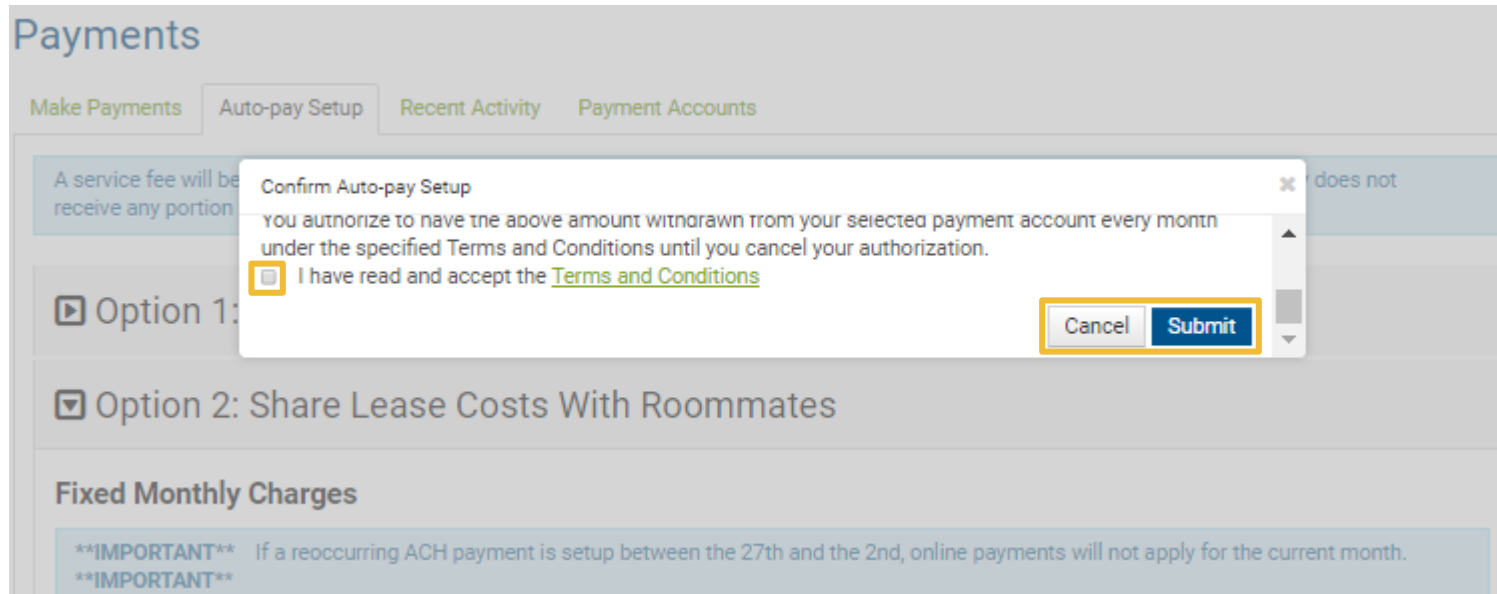 Payments
Make Payments Auto-pay Setup Recent Activity Payment Accounts
A service fee will be
does not
receive any portion
Confirm Auto-pay Setup
You authorize to have the above amount withdrawn from your selected payment account every month
under the specified Terms and Conditions until you cancel your authorization.
I have read and accept the Terms and Conditions
Cancel Submit
Option 1:
Option 2: Share Lease Costs With Roommates
Fixed Monthly Charges
**IMPORTANT** If a reoccurring ACH payment is setup between the 27th and the 2nd, online payments will not apply for the current month.
**IMPORTANT**